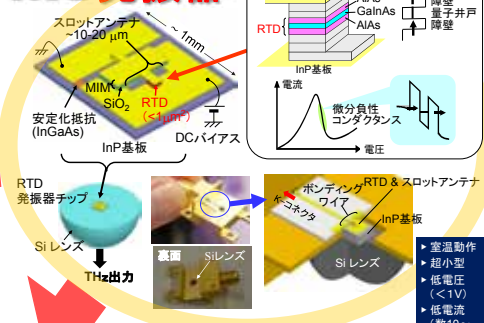 スロットアンテナ
~10-20 μm
~ 1mm
MIM
SiO2
RTD
(<1μm²)
安定化抵抗
(InGaAs)
InP基板
DCバイアス
AlAs
GaInAs
AlAs
RTD
障壁
量子井戸
障壁
InP基板
電流
微分負性
コンダクタンス
電圧
RTD
発振器チップ
Si レンズ
THz出力
裏面
Siレンズ
ボンディング
ワイア
K-コネクタ
RTD & スロットアンテナ
InP基板
Si レンズ
▶ 室温動作
▶ 超小型
▶ 低電圧
(<1V)
▶ 低電流